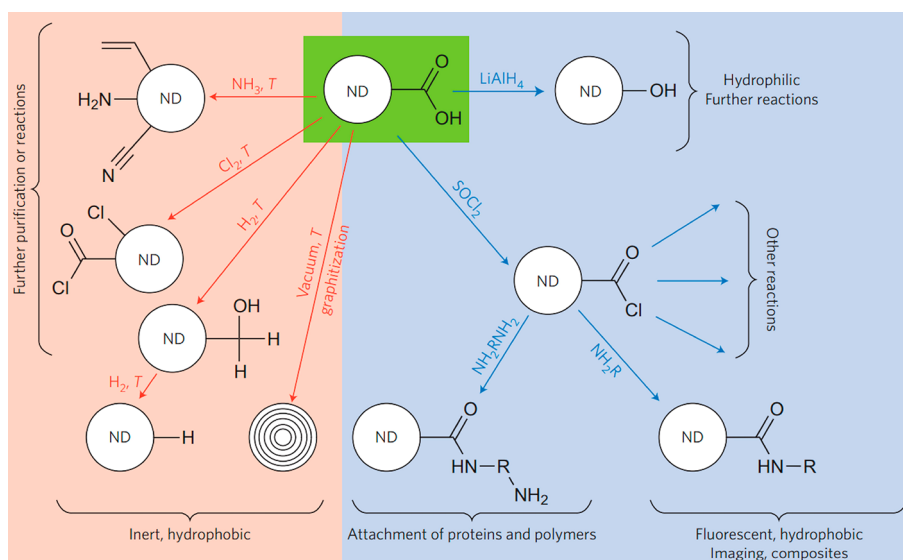 Further purification or reactions
H₂N
N
ND
NH₃, T
ND
O
OH
LiAlH₄
ND
OH
Hydrophilic
Further reactions
Cl₂, T
O
Cl
Cl
ND
H₂, T
Vacuum, T
graphitization
SOCl₂
ND
O
Cl
Other
reactions
OH
ND
H
H
H₂, T
NH₂RNH₂
NH₂R
ND
H
ND
O
HN
R
NH₂
ND
O
HN
R
Inert, hydrophobic
Attachment of proteins and polymers
Fluorescent, hydrophobic
Imaging, composites